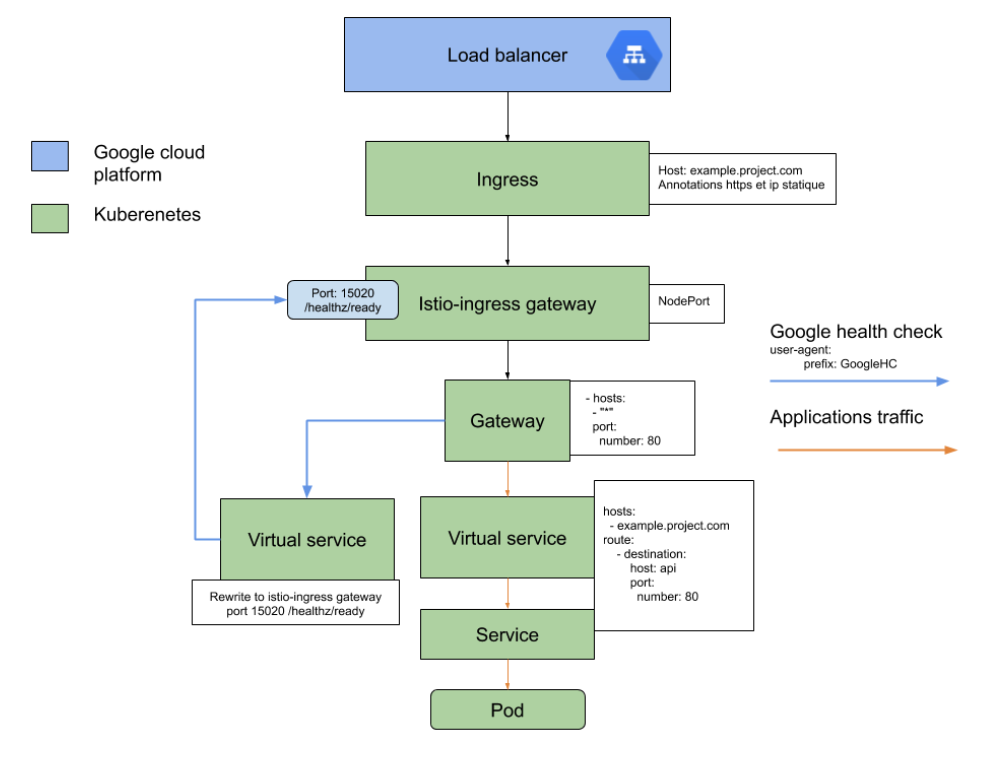 Load balancer
Google cloud
platform
Kuberenetes
Ingress
Host: example.project.com
Annotations https et ip statique
Port: 15020
/healthz/ready
Istio-ingress gateway
NodePort
Google health check
user-agent:
prefix: GoogleHC
Applications traffic
Gateway
- hosts:
- "*"
port:
number: 80
Virtual service
Rewrite to istio-ingress gateway
port 15020 /healthz/ready
Virtual service
hosts:
- example.project.com
route:
- destination:
host: api
port:
number: 80
Service
Pod